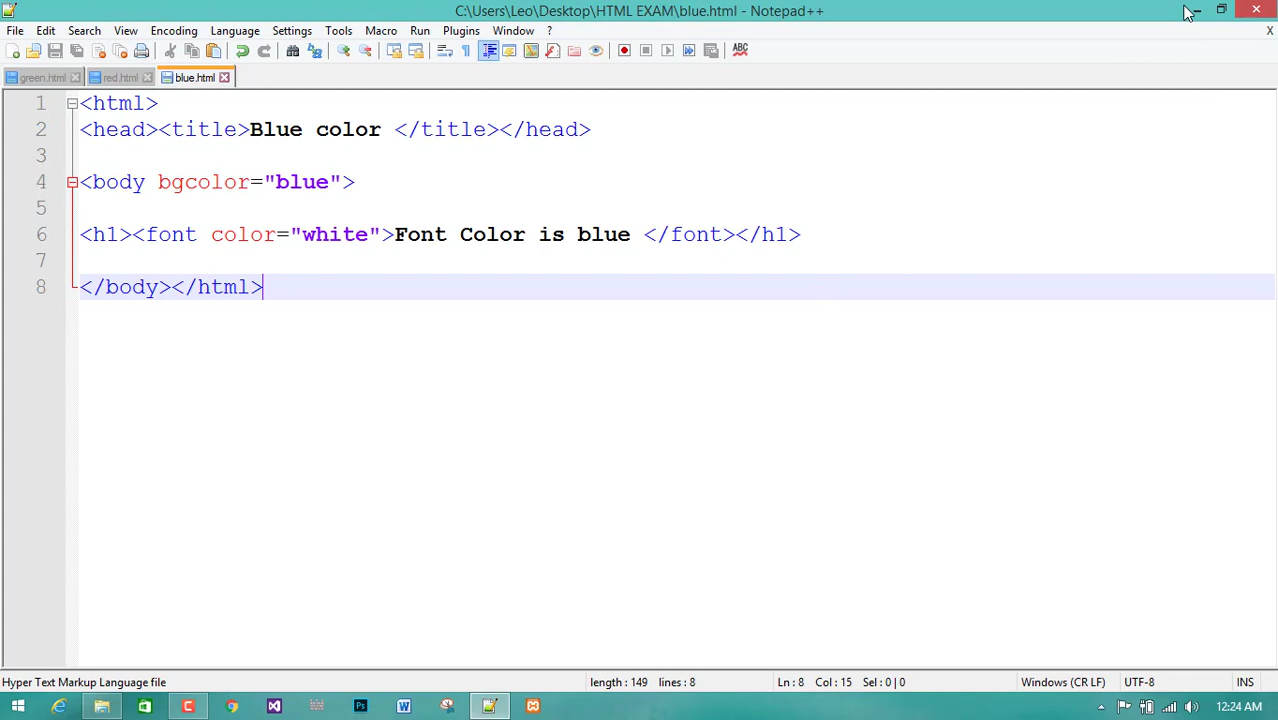 C:\Users\Leo\Desktop\HTML EXAM\blue.html - Notepad++
File Edit Search View Encoding Language Settings Tools Macro Run Plugins Window ? X
ABC
green.html red.html blue.html
1 <html>
2 <head><title>Blue color </title></head>
3
4 <body bgcolor="blue">
5
6 <h1><font color="white">Font Color is blue </font></h1>
7
8 </body></html>
Hyper Text Markup Language file length : 149 lines : 8 Ln : 8 Col : 15 Sel : 0 | 0 Windows (CR LF) UTF-8 INS
12:24 AM